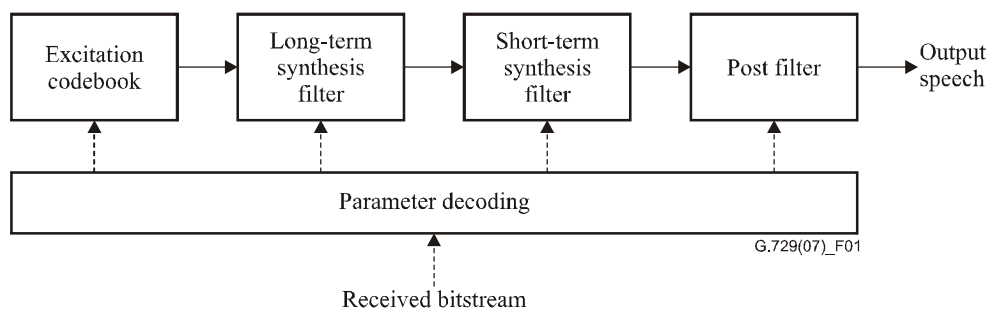 Excitation
codebook
Long-term
synthesis
filter
Short-term
synthesis
filter
Post filter
Output
speech
Parameter decoding
G.729(07)_F01
Received bitstream